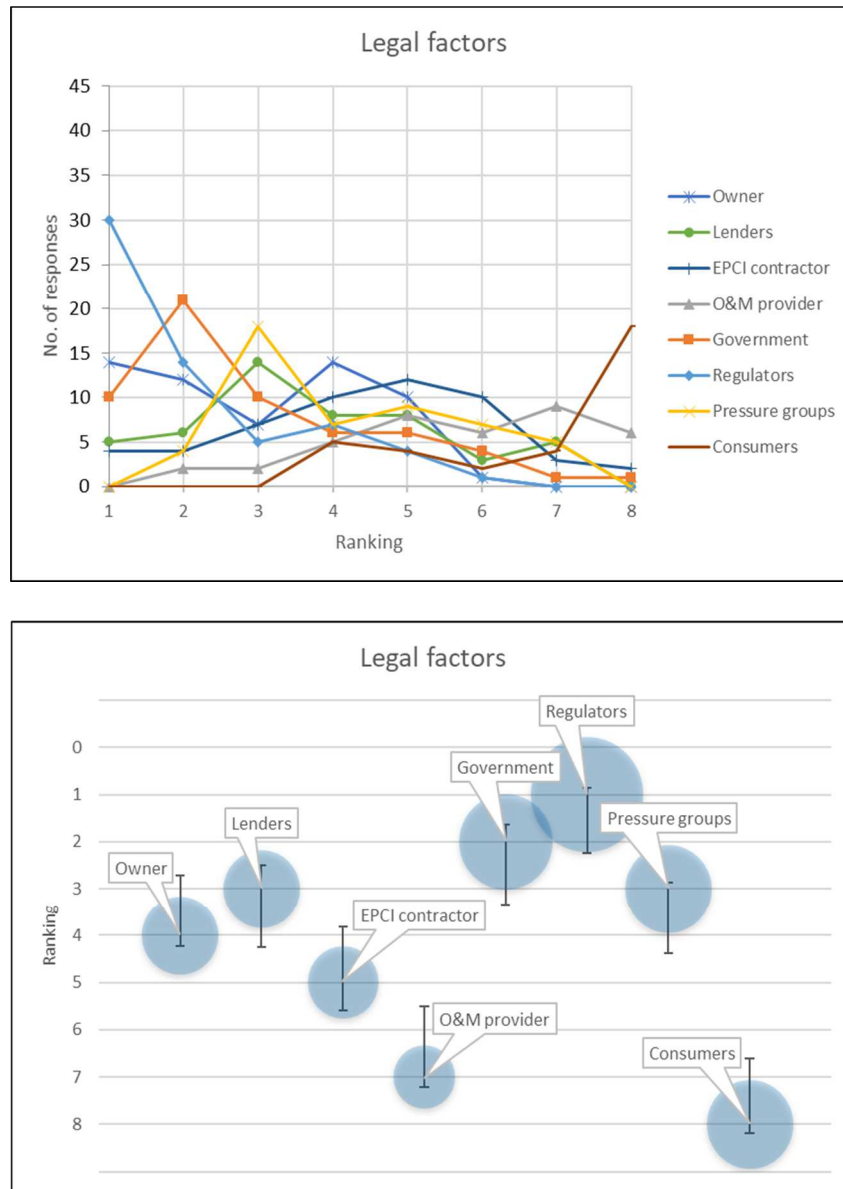 Legal factors
45
40
35
30
25
20
15
10
5
0
No. of responses
1 2 3 4 5 6 7 8
Ranking
Owner
Lenders
EPCI contractor
O&M provider
Government
Regulators
Pressure groups
Consumers
Legal factors
Regulators
0
Government
1
Pressure groups
Lenders
2
Owner
3
EPCI contractor
Ranking
4
5
O&M provider
6
Consumers
7
8